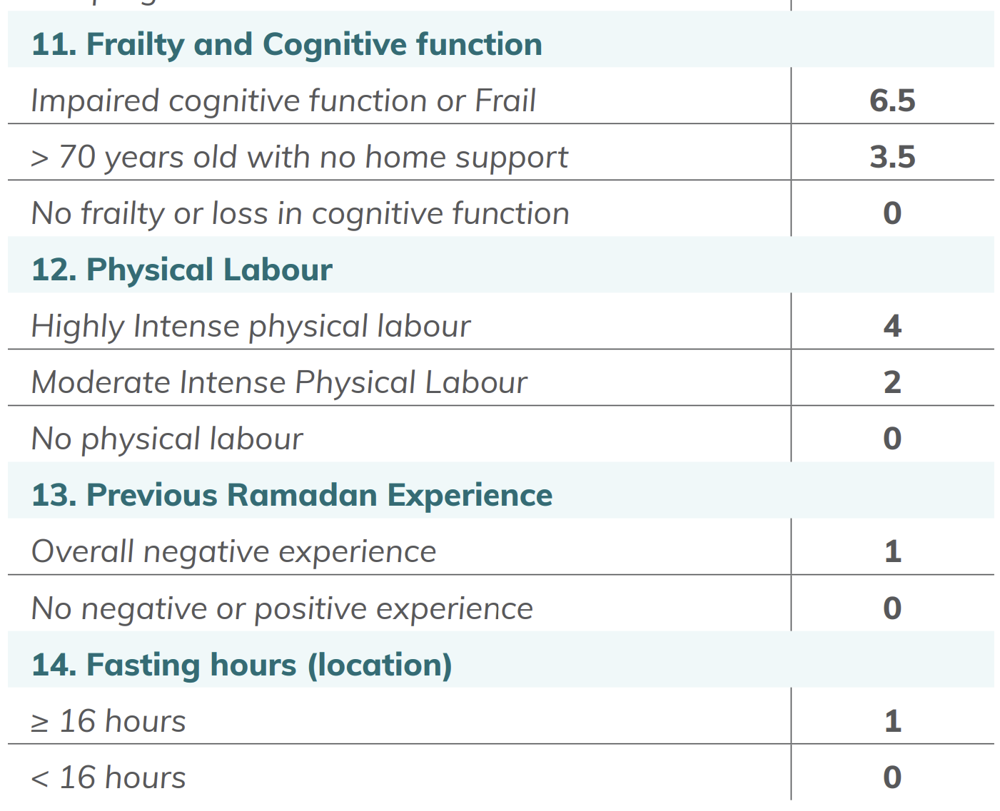 11. Frailty and Cognitive function
Impaired cognitive function or Frail 6.5
> 70 years old with no home support 3.5
No frailty or loss in cognitive function 0
12. Physical Labour
Highly Intense physical labour 4
Moderate Intense Physical Labour 2
No physical labour 0
13. Previous Ramadan Experience
Overall negative experience 1
No negative or positive experience 0
14. Fasting hours (location)
≥ 16 hours 1
< 16 hours 0